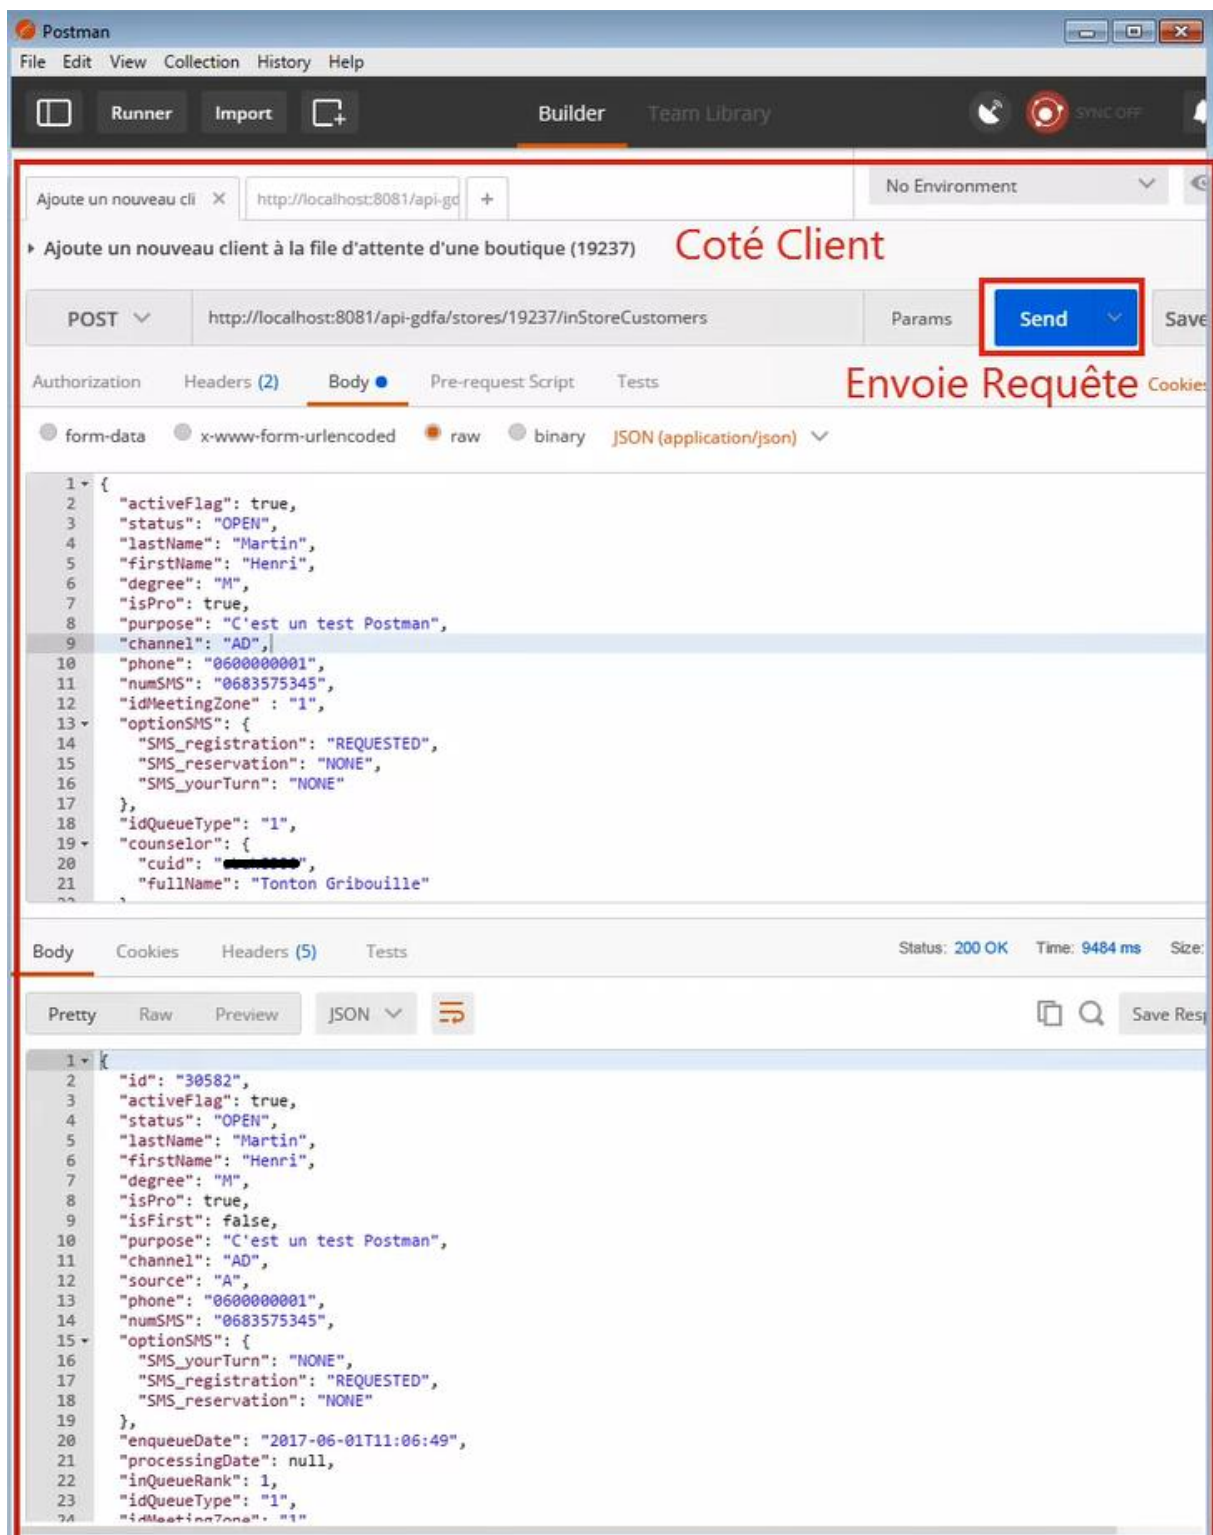 Postman
File Edit View Collection History Help
Runner Import Builder Team Library SYNC OFF
Ajoute un nouveau cli × http://localhost:8081/api-gd + No Environment
Ajoute un nouveau client à la file d'attente d'une boutique (19237) Coté Client
POST http://localhost:8081/api-gdfa/stores/19237/inStoreCustomers Params Send Save
Authorization Headers (2) Body Pre-request Script Tests Envoie Requête Cookies
form-data x-www-form-urlencoded raw binary JSON (application/json)
1 {
2 "activeFlag": true,
3 "status": "OPEN",
4 "lastName": "Martin",
5 "firstName": "Henri",
6 "degree": "M",
7 "isPro": true,
8 "purpose": "C'est un test Postman",
9 "channel": "AD",
10 "phone": "0600000001",
11 "numSMS": "0683575345",
12 "idMeetingZone" : "1",
13 "optionSMS": {
14 "SMS_registration": "REQUESTED",
15 "SMS_reservation": "NONE",
16 "SMS_yourTurn": "NONE"
17 },
18 "idQueueType": "1",
19 "counselor": {
20 "cuid": "",
21 "fullName": "Tonton Gribouille"
22 }
Body Cookies Headers (5) Tests Status: 200 OK Time: 9484 ms Size:
Pretty Raw Preview JSON Save Resp
1 {
2 "id": "30582",
3 "activeFlag": true,
4 "status": "OPEN",
5 "lastName": "Martin",
6 "firstName": "Henri",
7 "degree": "M",
8 "isPro": true,
9 "isFirst": false,
10 "purpose": "C'est un test Postman",
11 "channel": "AD",
12 "source": "A",
13 "phone": "0600000001",
14 "numSMS": "0683575345",
15 "optionSMS": {
16 "SMS_yourTurn": "NONE",
17 "SMS_registration": "REQUESTED",
18 "SMS_reservation": "NONE"
19 },
20 "enqueueDate": "2017-06-01T11:06:49",
21 "processingDate": null,
22 "inQueueRank": 1,
23 "idQueueType": "1",
24 "idMeetingZone": "1"